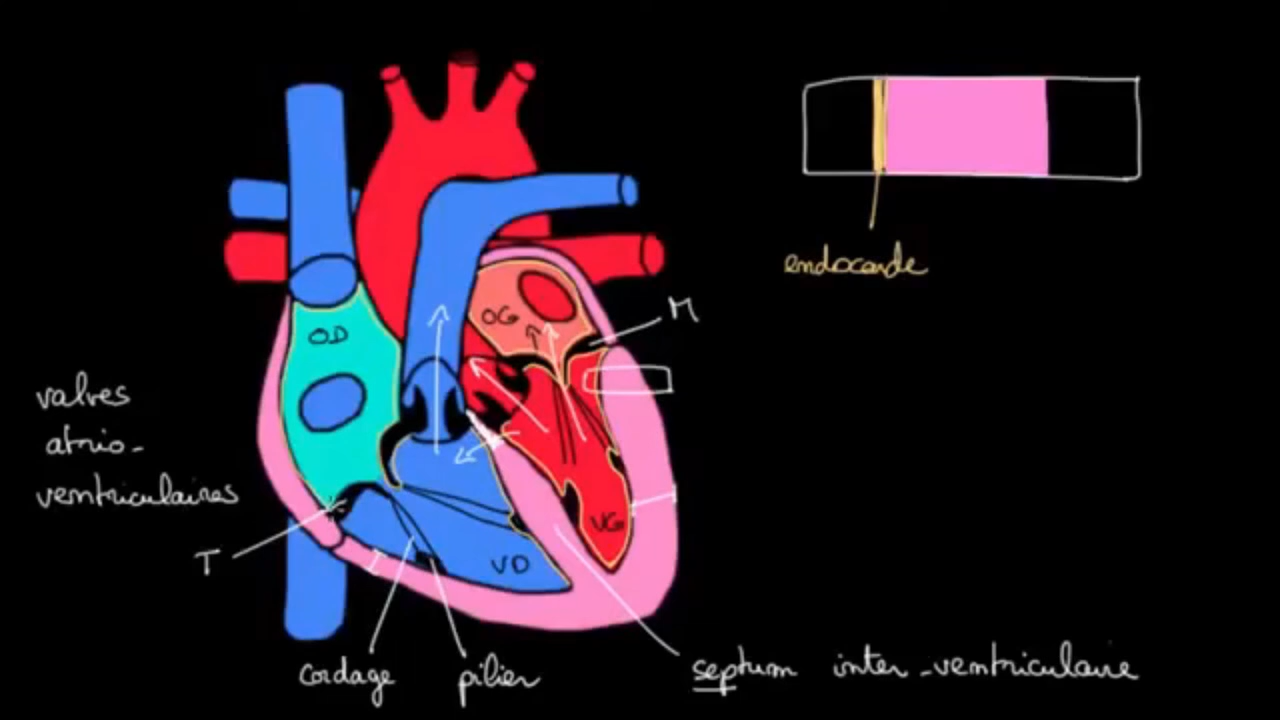 endocarde
OG
M
OD
valves
atrio-
ventriculaires
VG
T
VD
cordage
pilier
septum inter-ventriculaire